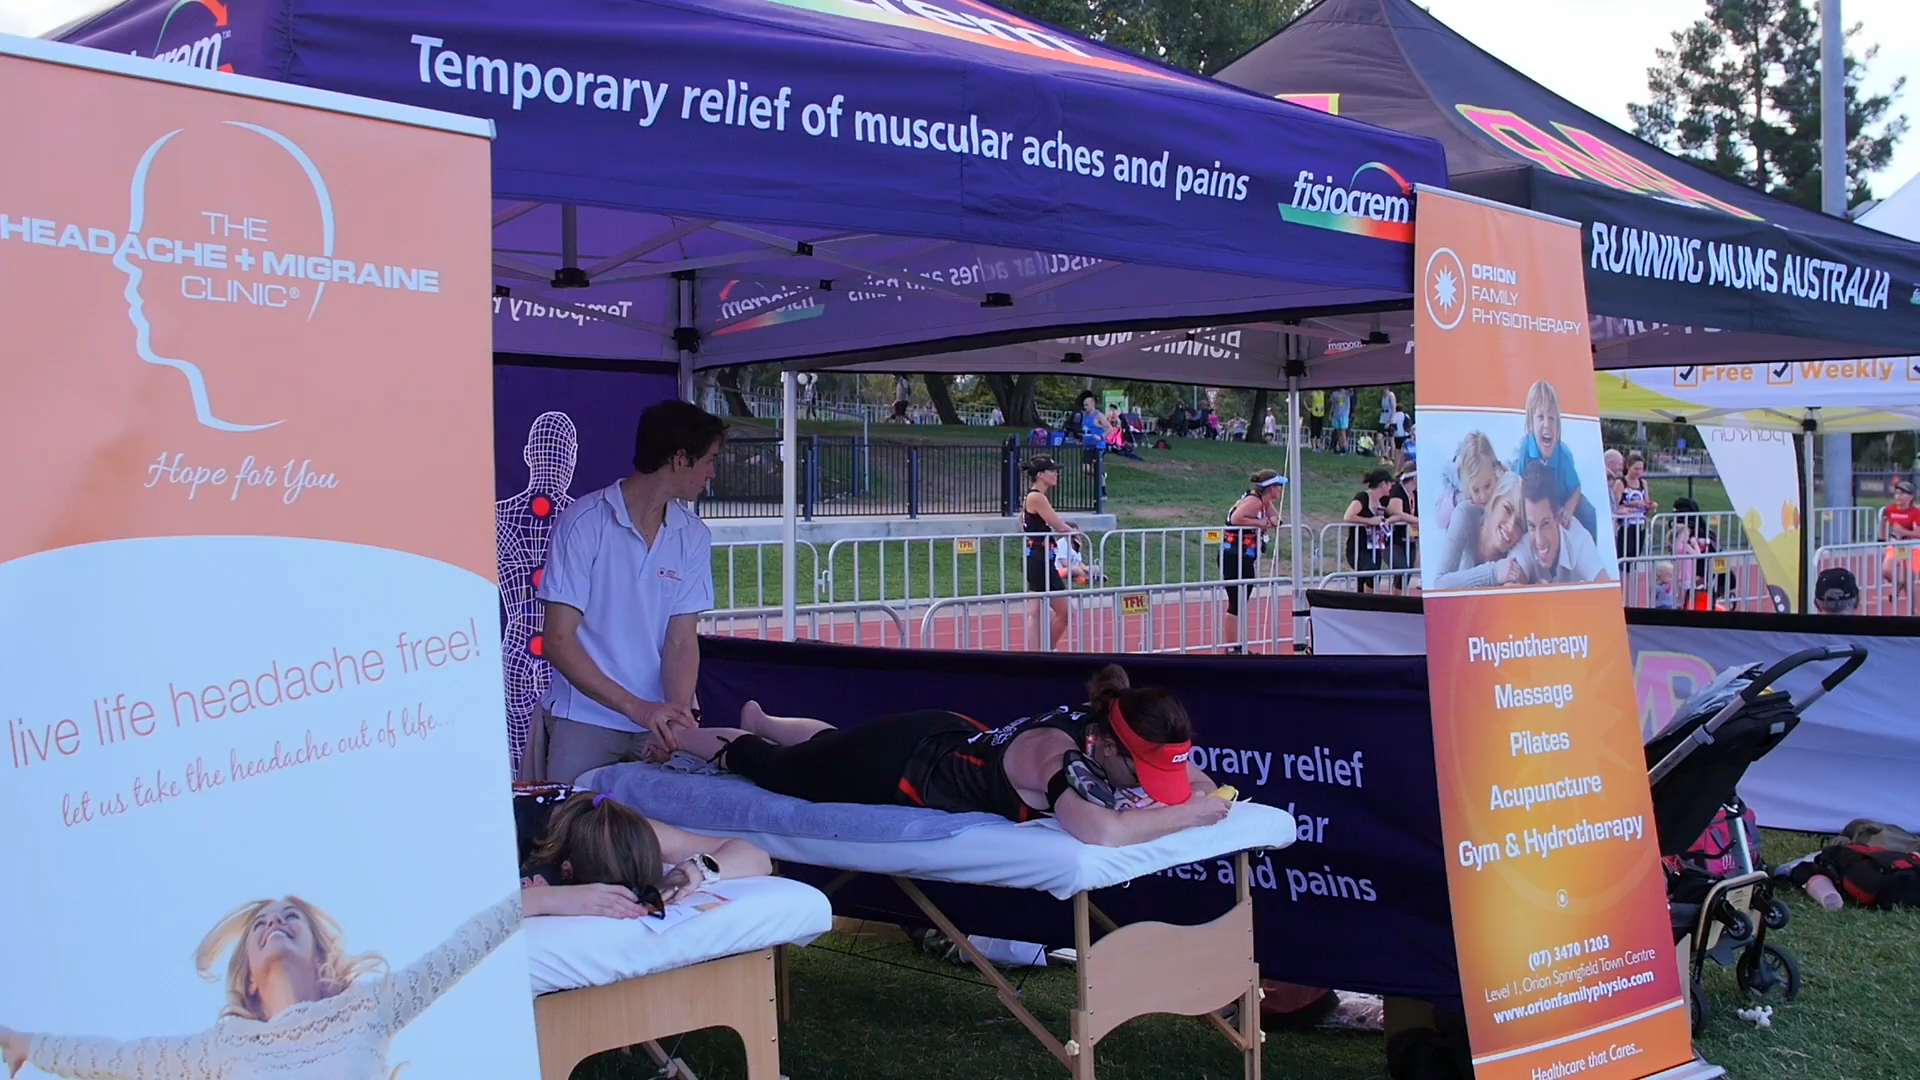 Temporary relief of muscular aches and pains
fisiocrem
THE
HEADACHE + MIGRAINE
CLINIC®
Hope for You
live life headache free!
let us take the headache out of life...
RUNNING MUMS AUSTRALIA
Free Weekly
ORION
FAMILY
PHYSIOTHERAPY
Physiotherapy
Massage
Pilates
Acupuncture
Gym & Hydrotherapy
(07) 3470 1203
Level 1, Orion Springfield Town Centre
www.orionfamilyphysio.com
Healthcare that Cares...
TFH
TFH
relief
and pains